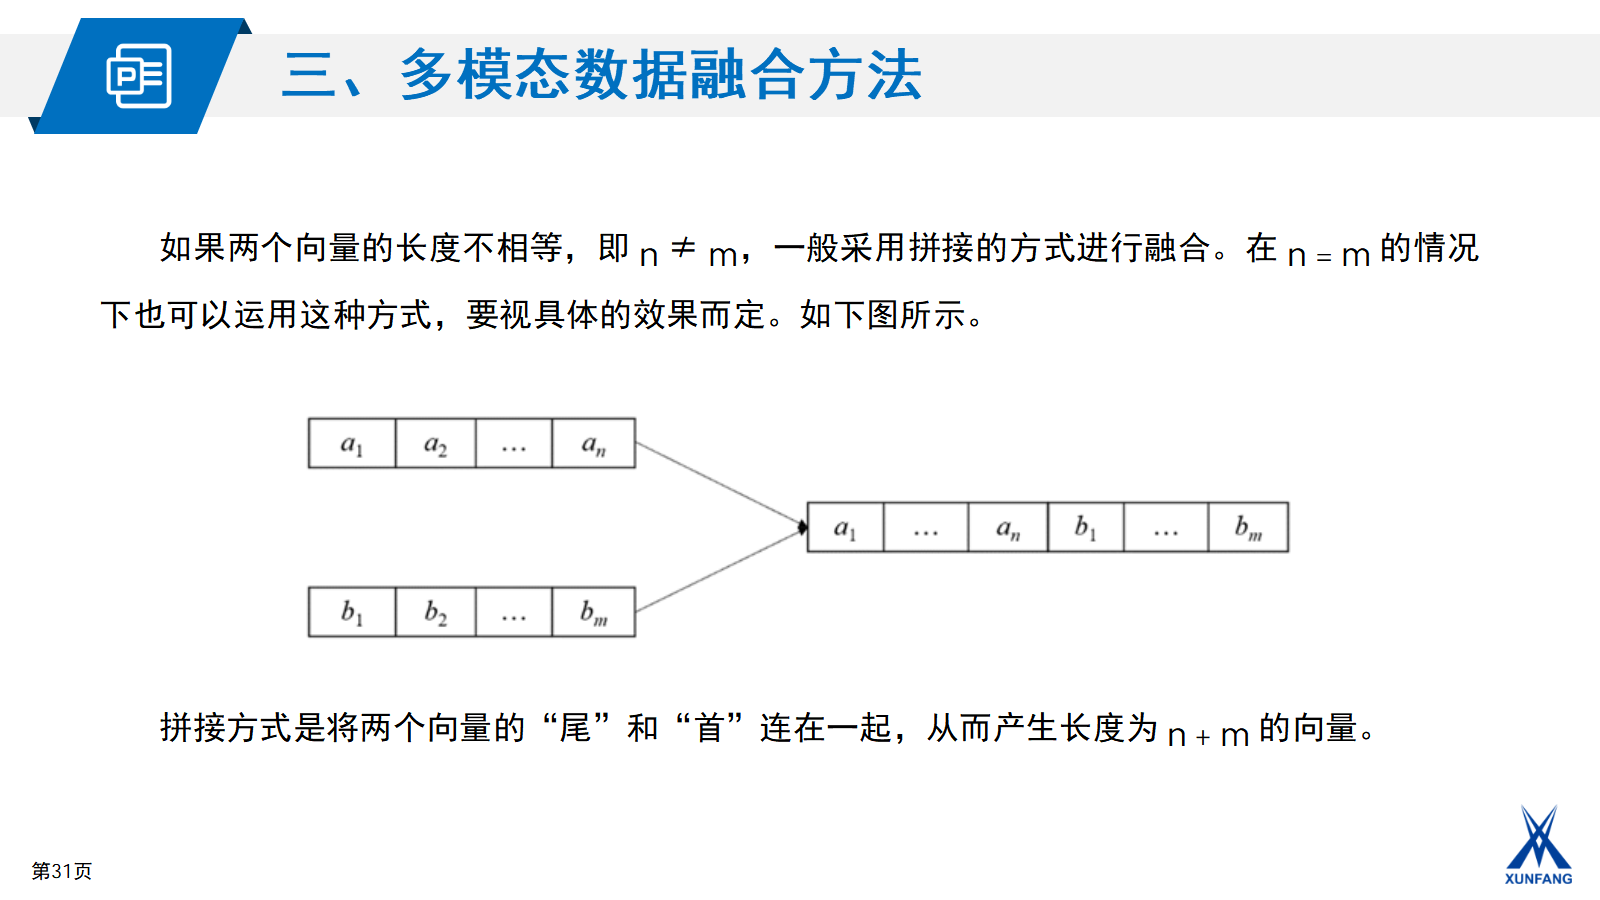 三、多模态数据融合方法
如果两个向量的长度不相等，即 n ≠ m，一般采用拼接的方式进行融合。在 n = m 的情况
下也可以运用这种方式，要视具体的效果而定。如下图所示。
a1 a2 … an
a1 … an b1 … bm
b1 b2 … bm
拼接方式是将两个向量的“尾”和“首”连在一起，从而产生长度为 n + m 的向量。
第31页
XUNFANG